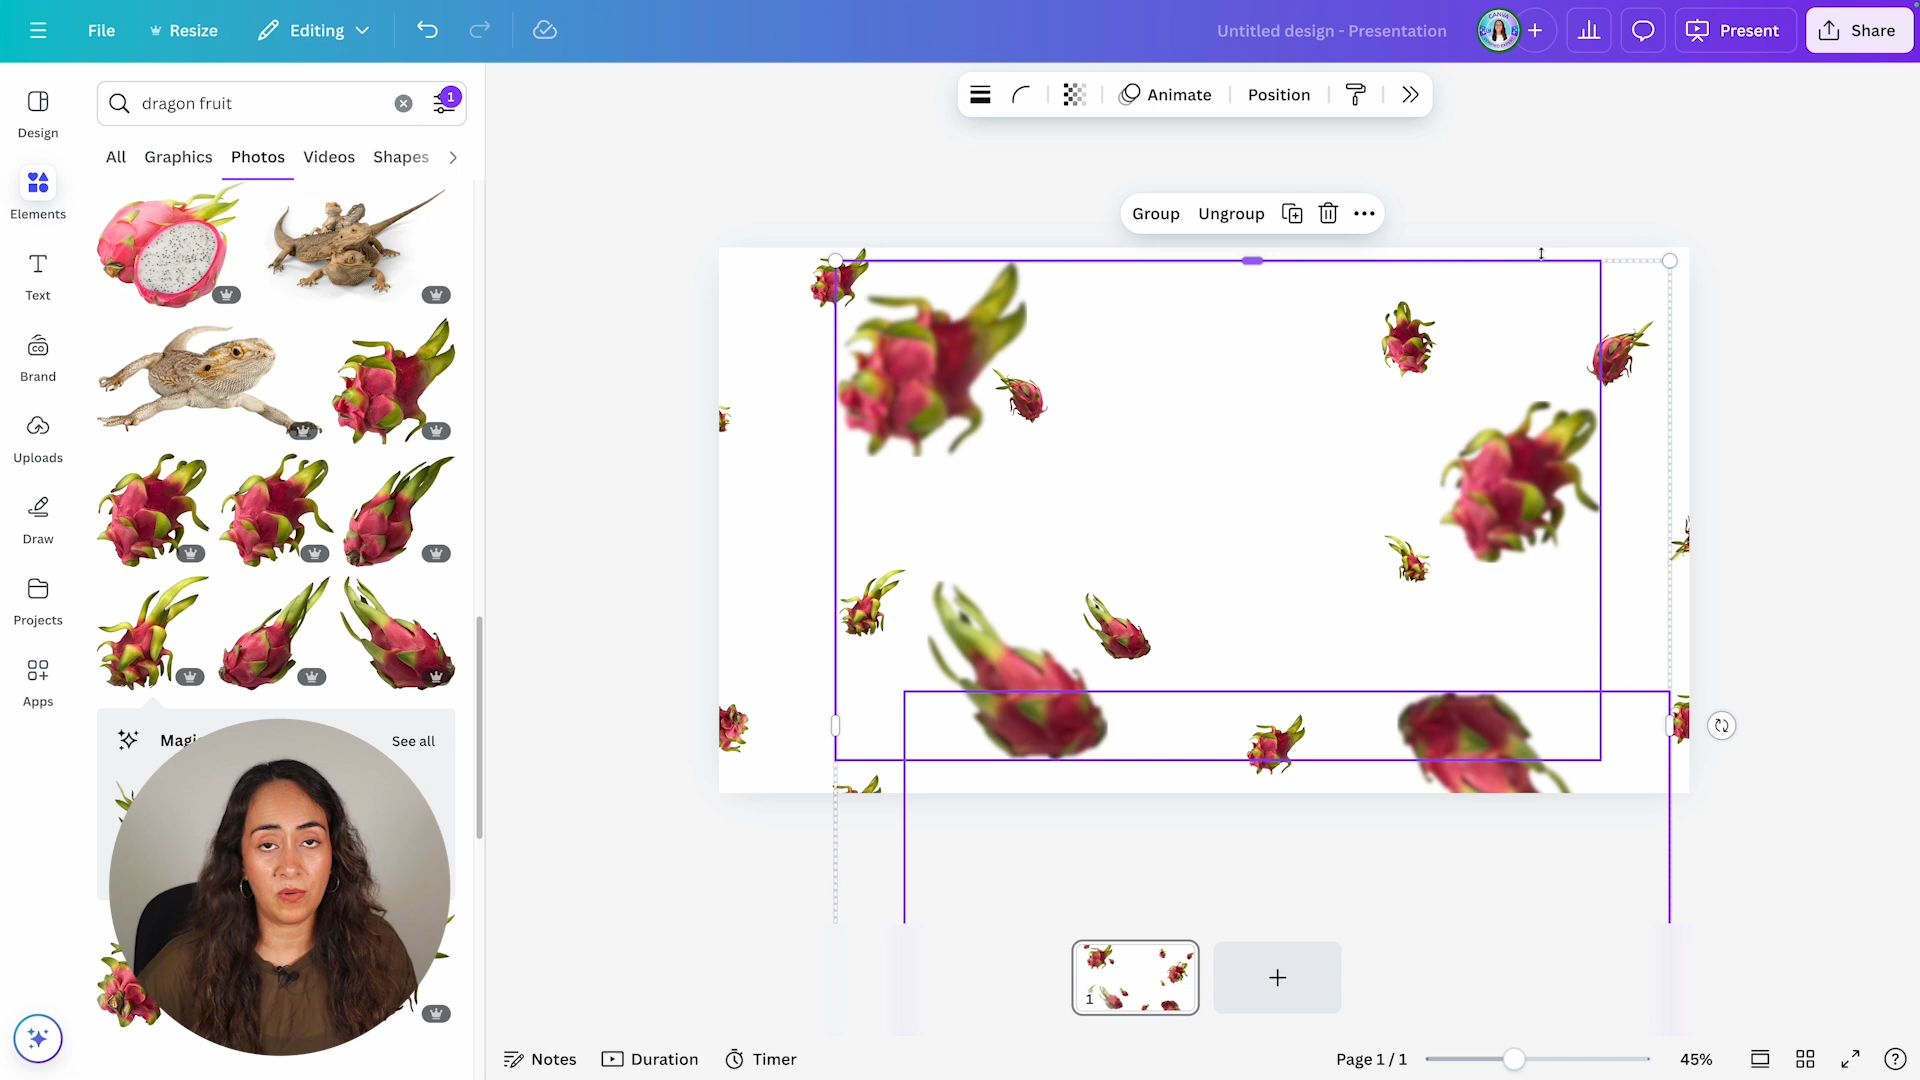 File
Resize
Editing
Untitled design - Presentation
CANVA
Present
Share
Design
Elements
Text
Brand
Uploads
Draw
Projects
Apps
dragon fruit
1
All
Graphics
Photos
Videos
Shapes
Magi
See all
Animate
Position
Group
Ungroup
1
Notes
Duration
Timer
Page 1 / 1
45%